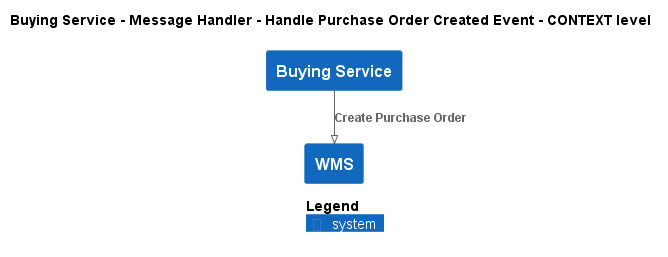 Buying Service - Message Handler - Handle Purchase Order Created Event - CONTEXT level
Buying Service
Create Purchase Order
WMS
Legend
system